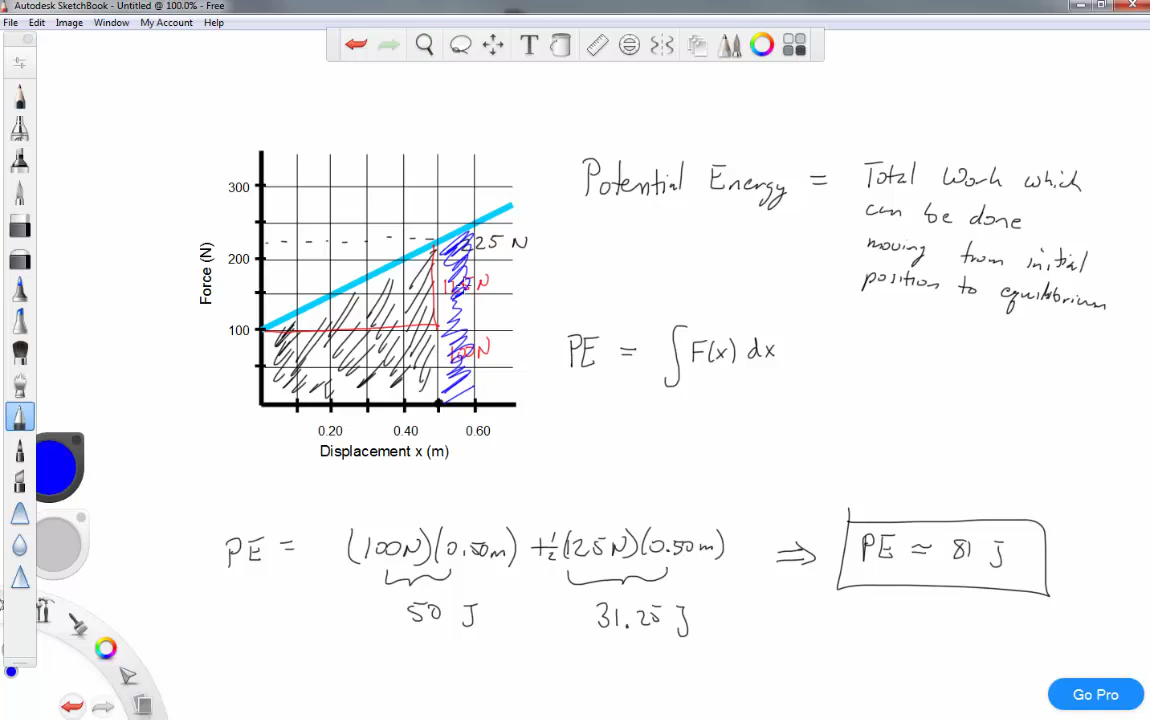 Autodesk SketchBook - Untitled @ 100.0% - Free
File Edit Image Window My Account Help
Potential Energy = Total Work which
can be done
moving from initial
position to equilibrium
PE = ∫ F(x) dx
300
200
100
Force (N)
225 N
125 N
100N
0.20 0.40 0.60
Displacement x (m)
PE = (100N)(0.50m) + ½(125N)(0.50m) ⇒ PE ≈ 81 J
50 J 31.25 J
Go Pro